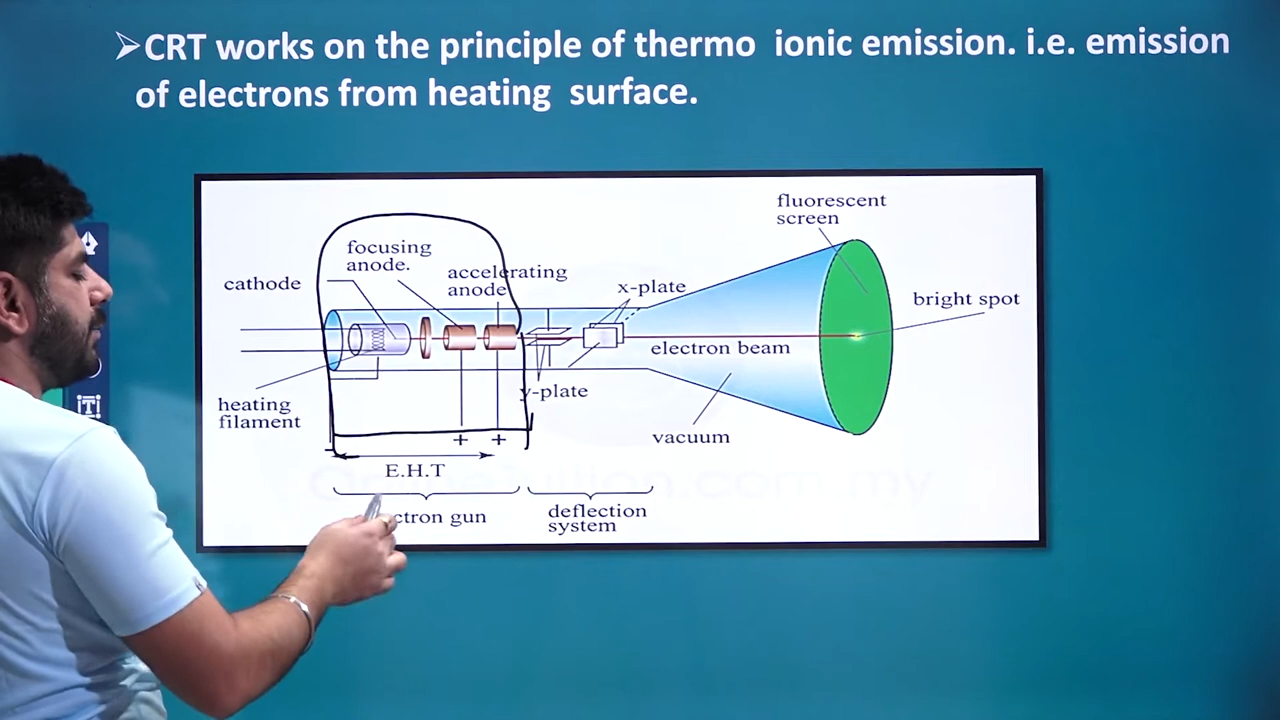 ➢CRT works on the principle of thermo ionic emission. i.e. emission
of electrons from heating surface.
fluorescent
screen
focusing
anode.
cathode
accelerating
anode
x-plate
bright spot
electron beam
y-plate
heating
filament
vacuum
+ +
E.H.T
gun
deflection
system